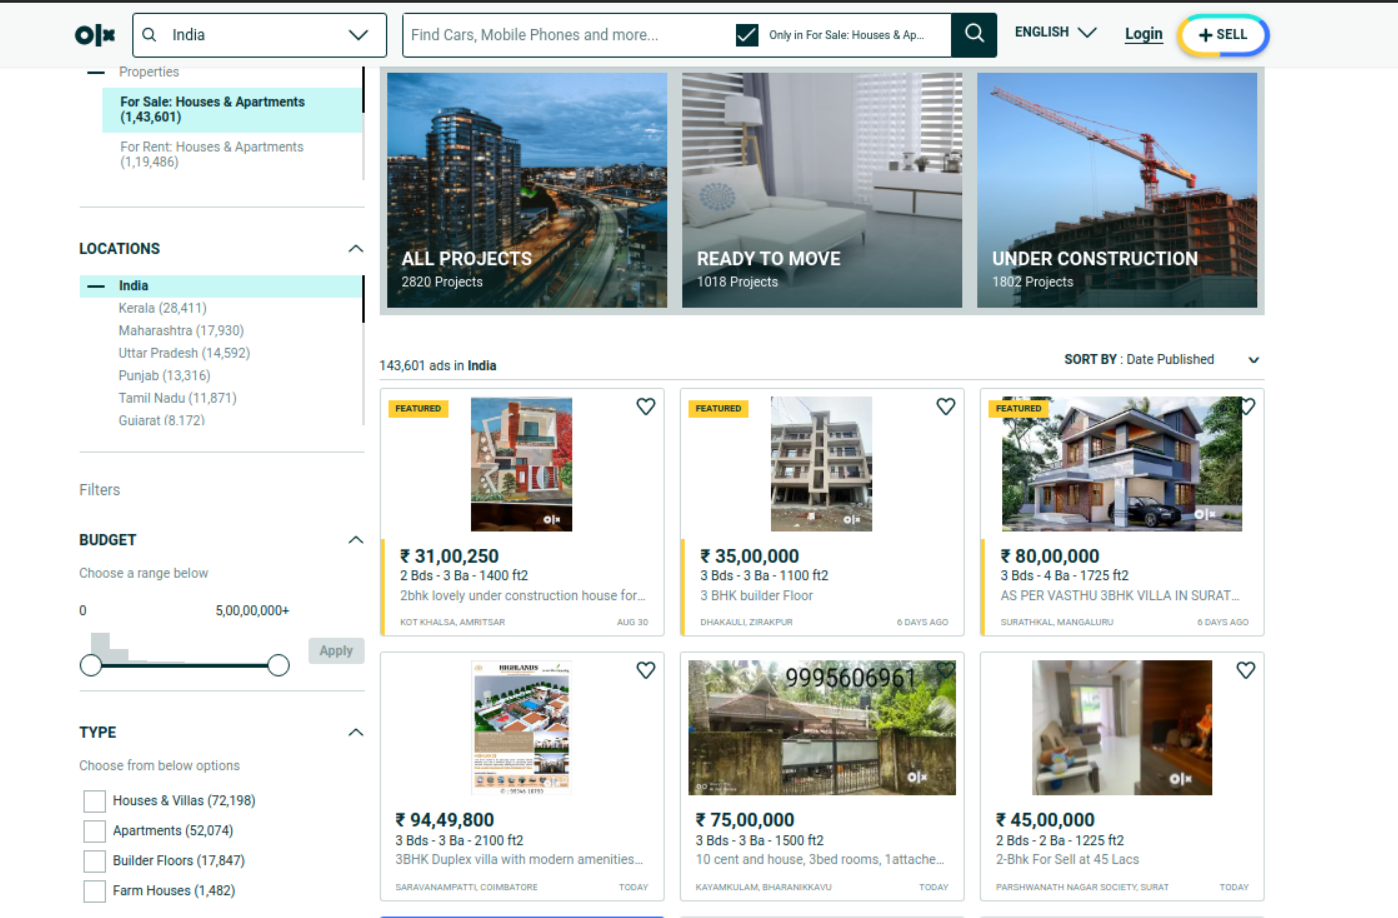 olx
India
Find Cars, Mobile Phones and more...
Only in For Sale: Houses & Ap...
ENGLISH
Login
+ SELL
Properties
For Sale: Houses & Apartments
(1,43,601)
For Rent: Houses & Apartments
(1,19,486)
LOCATIONS
India
Kerala (28,411)
Maharashtra (17,930)
Uttar Pradesh (14,592)
Punjab (13,316)
Tamil Nadu (11,871)
Gujarat (8,172)
Filters
BUDGET
Choose a range below
0 5,00,00,000+
Apply
TYPE
Choose from below options
Houses & Villas (72,198)
Apartments (52,074)
Builder Floors (17,847)
Farm Houses (1,482)
ALL PROJECTS
2820 Projects
READY TO MOVE
1018 Projects
UNDER CONSTRUCTION
1802 Projects
143,601 ads in India
SORT BY : Date Published
FEATURED
olx
₹ 31,00,250
2 Bds - 3 Ba - 1400 ft2
2bhk lovely under construction house for...
KOT KHALSA, AMRITSAR AUG 30
FEATURED
olx
₹ 35,00,000
3 Bds - 3 Ba - 1100 ft2
3 BHK builder Floor
DHAKAULI, ZIRAKPUR 6 DAYS AGO
FEATURED
olx
₹ 80,00,000
3 Bds - 4 Ba - 1725 ft2
AS PER VASTHU 3BHK VILLA IN SURAT...
SURATHKAL, MANGALURU 6 DAYS AGO
HIGHLANDS
₹ 94,49,800
3 Bds - 3 Ba - 2100 ft2
3BHK Duplex villa with modern amenities...
SARAVANAMPATTI, COIMBATORE TODAY
9995606961
olx
₹ 75,00,000
3 Bds - 3 Ba - 1500 ft2
10 cent and house, 3bed rooms, 1attache...
KAYAMKULAM, BHARANIKKAVU TODAY
olx
₹ 45,00,000
2 Bds - 2 Ba - 1225 ft2
2-Bhk For Sell at 45 Lacs
PARSHWANATH NAGAR SOCIETY, SURAT TODAY